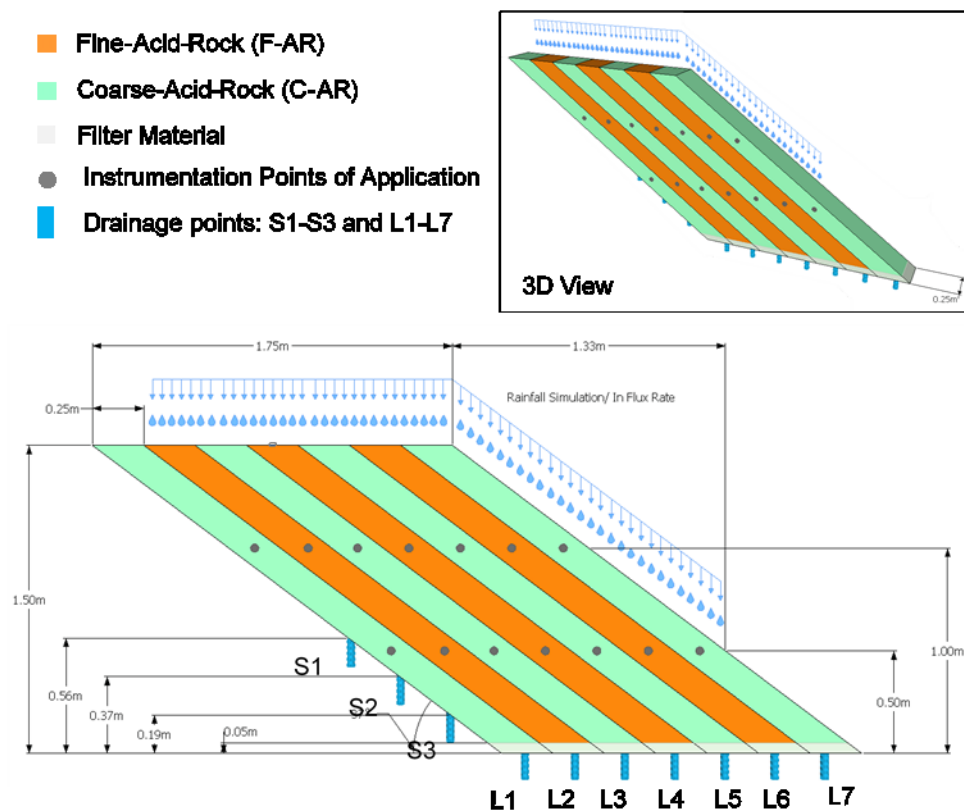 Fine-Acid-Rock (F-AR)
Coarse-Acid-Rock (C-AR)
Filter Material
Instrumentation Points of Application
Drainage points: S1-S3 and L1-L7
3D View
0.25m
1.75m
1.33m
0.25m
Rainfall Simulation/ In Flux Rate
1.50m
1.00m
0.56m
S1
0.50m
0.37m
S2
0.19m
0.05m
S3
L1 L2 L3 L4 L5 L6 L7